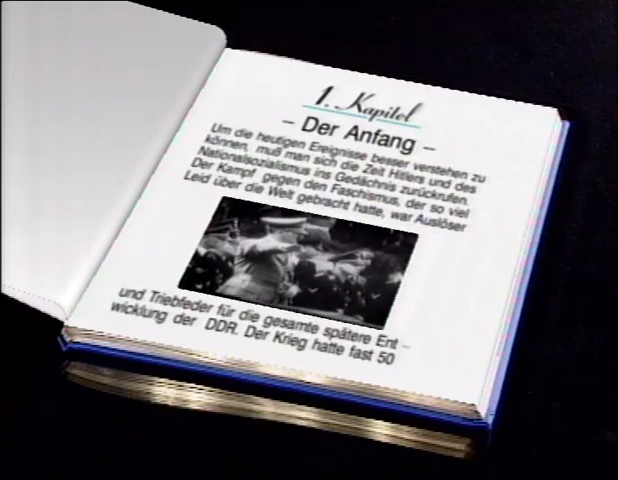 1. Kapitel
– Der Anfang –
Um die heutigen Ereignisse besser verstehen zu
können, muß man sich die Zeit Hitlers und des
Nationalsozialismus ins Gedächnis zurückrufen.
Der Kampf gegen den Faschismus, der so viel
Leid über die Welt gebracht hatte, war Auslöser
und Triebfeder für die gesamte spätere Ent –
wicklung der DDR. Der Krieg hatte fast 50